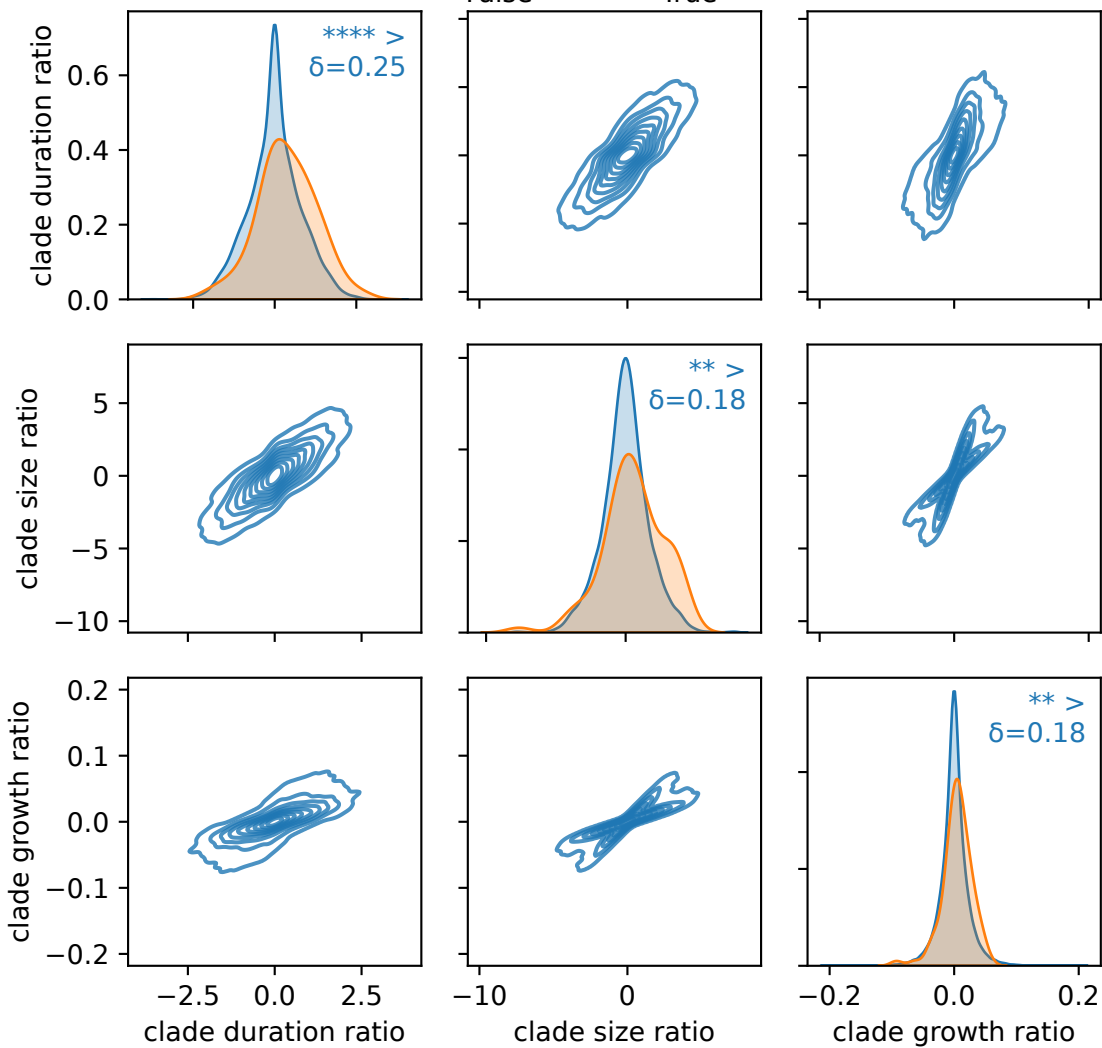 False True
clade duration ratio
0.6
0.4
0.2
0.0
**** >
δ=0.25
clade size ratio
5
0
−5
−10
** >
δ=0.18
clade growth ratio
0.2
0.1
0.0
−0.1
−0.2
** >
δ=0.18
−2.5 0.0 2.5
−10 0
−0.2 0.0 0.2
clade duration ratio
clade size ratio
clade growth ratio